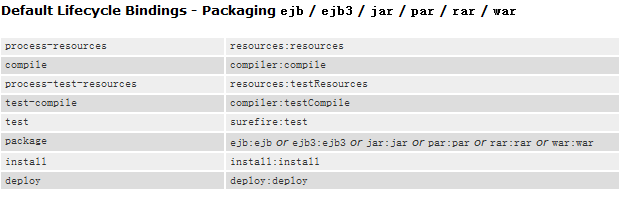 Default Lifecycle Bindings - Packaging ejb / ejb3 / jar / par / rar / war
process-resources resources:resources
compile compiler:compile
process-test-resources resources:testResources
test-compile compiler:testCompile
test surefire:test
package ejb:ejb or ejb3:ejb3 or jar:jar or par:par or rar:rar or war:war
install install:install
deploy deploy:deploy